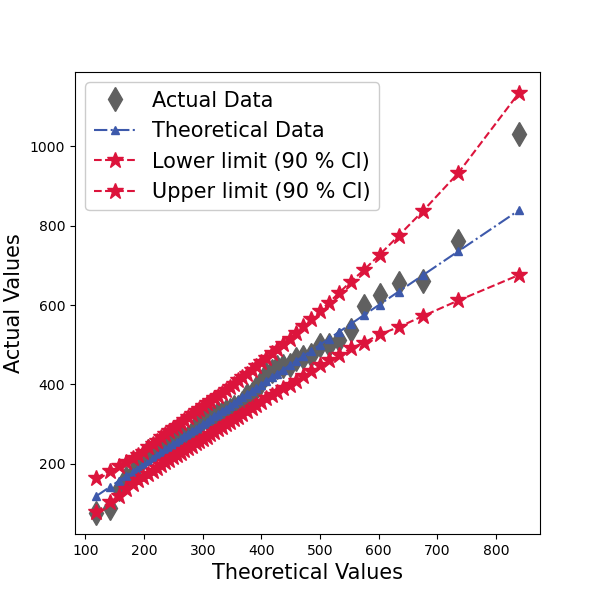 Actual Data
Theoretical Data
Lower limit (90 % CI)
Upper limit (90 % CI)
1000
800
600
400
200
Actual Values
100 200 300 400 500 600 700 800
Theoretical Values